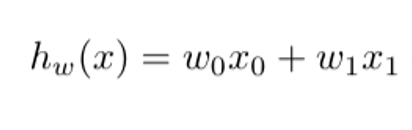 h_w(x) = w_0x_0 + w_1x_1